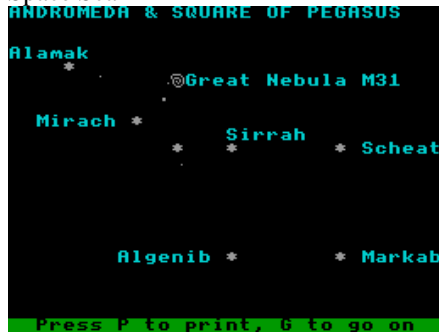 ANDROMEDA & SQUARE OF PEGASUS
Alamak
Great Nebula M31
Mirach
Sirrah
Scheat
Algenib
Markab
Press P to print, G to go on